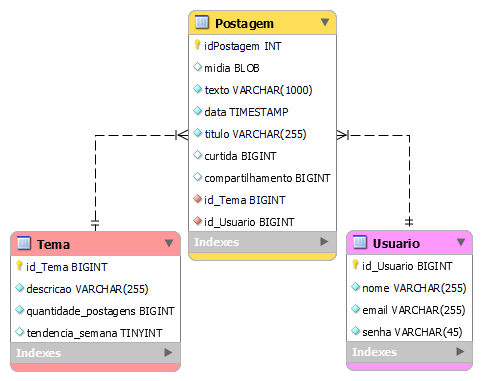 Postagem
idPostagem INT
midia BLOB
texto VARCHAR(1000)
data TIMESTAMP
titulo VARCHAR(255)
curtida BIGINT
compartilhamento BIGINT
id_Tema BIGINT
id_Usuario BIGINT
Indexes
Tema
id_Tema BIGINT
descricao VARCHAR(255)
quantidade_postagens BIGINT
tendencia_semana TINYINT
Indexes
Usuario
id_Usuario BIGINT
nome VARCHAR(255)
email VARCHAR(255)
senha VARCHAR(45)
Indexes